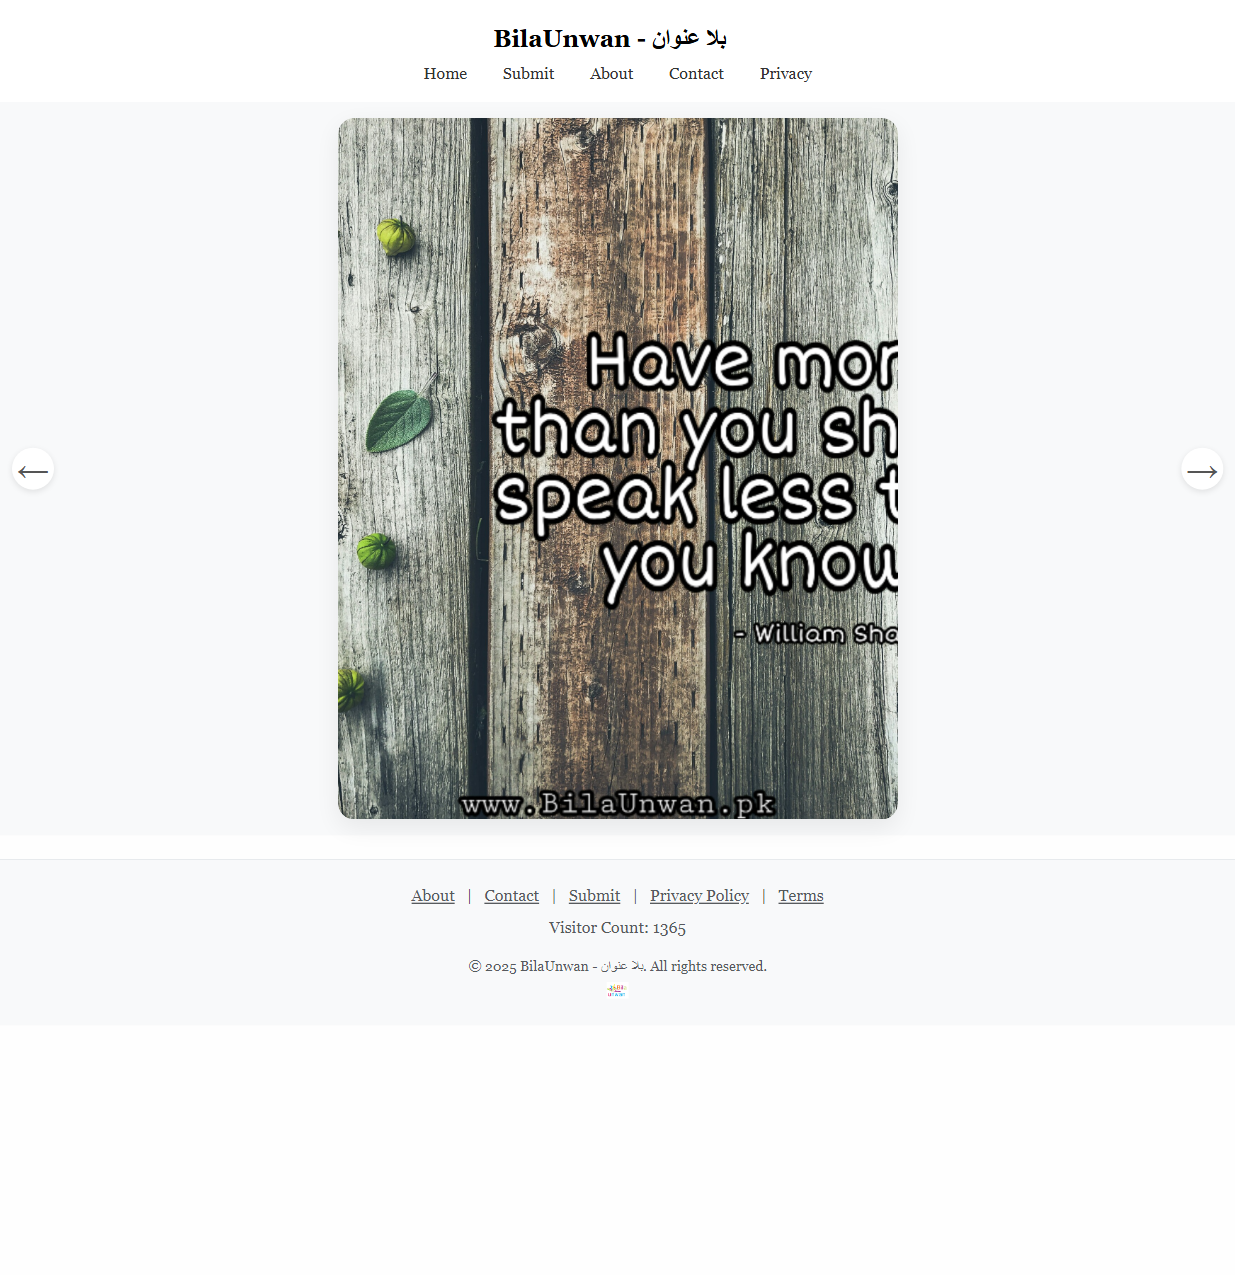 BilaUnwan - بلا عنوان
Home Submit About Contact Privacy
Have mor
than you sh
speak less t
you know
- William Sha
www.BilaUnwan.pk
← →
About | Contact | Submit | Privacy Policy | Terms
Visitor Count: 1365
© 2025 BilaUnwan - بلا عنوان. All rights reserved.